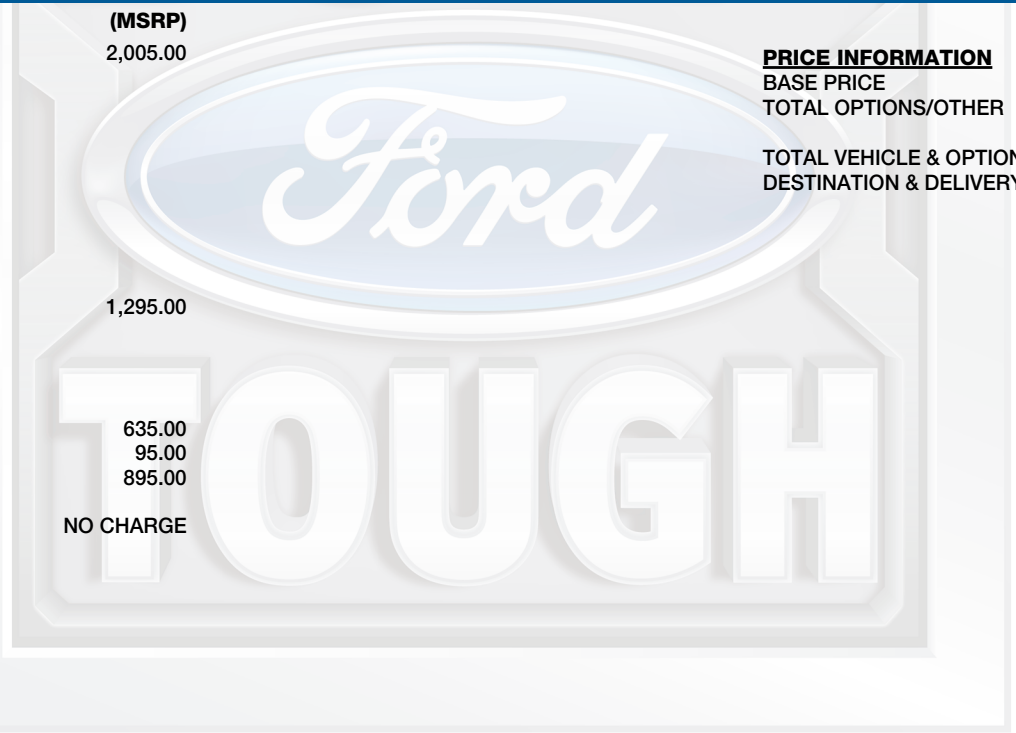 (MSRP)
2,005.00
1,295.00
635.00
95.00
895.00
NO CHARGE
PRICE INFORMATION
BASE PRICE
TOTAL OPTIONS/OTHER
TOTAL VEHICLE & OPTION
DESTINATION & DELIVERY
Ford
TOUGH